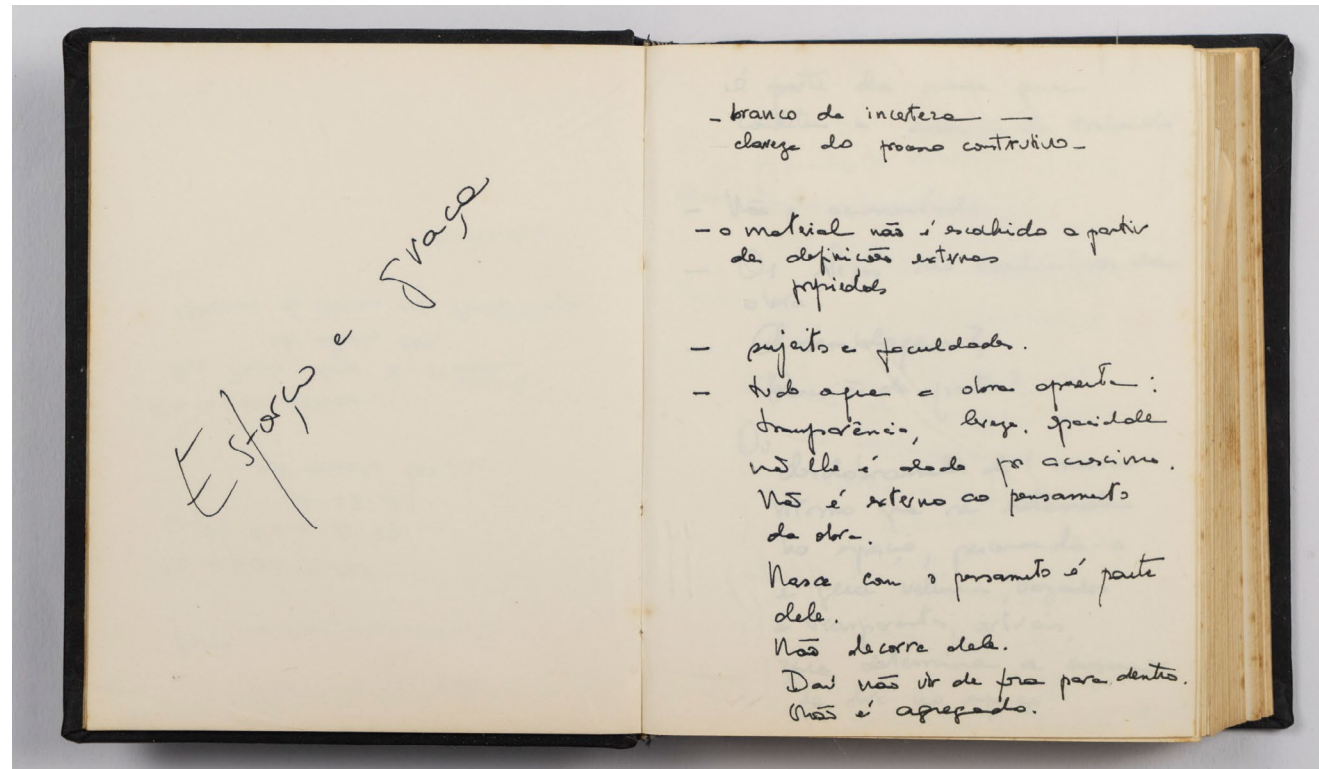 Esforço e graça
- branco da incerteza -
clareza do processo construtivo -
- o material não é escolhido a partir
de definições externas
propriedades
- sujeito e faculdades.
- tudo aquilo a obra apresenta:
transparência, leveza, opacidade
não lhe é dado por acréscimo.
Não é externo ao pensamento
da obra.
Nasce com o pensamento é parte
dele.
Não decorre dele.
Daí não vir de fora para dentro.
Não é agregado.